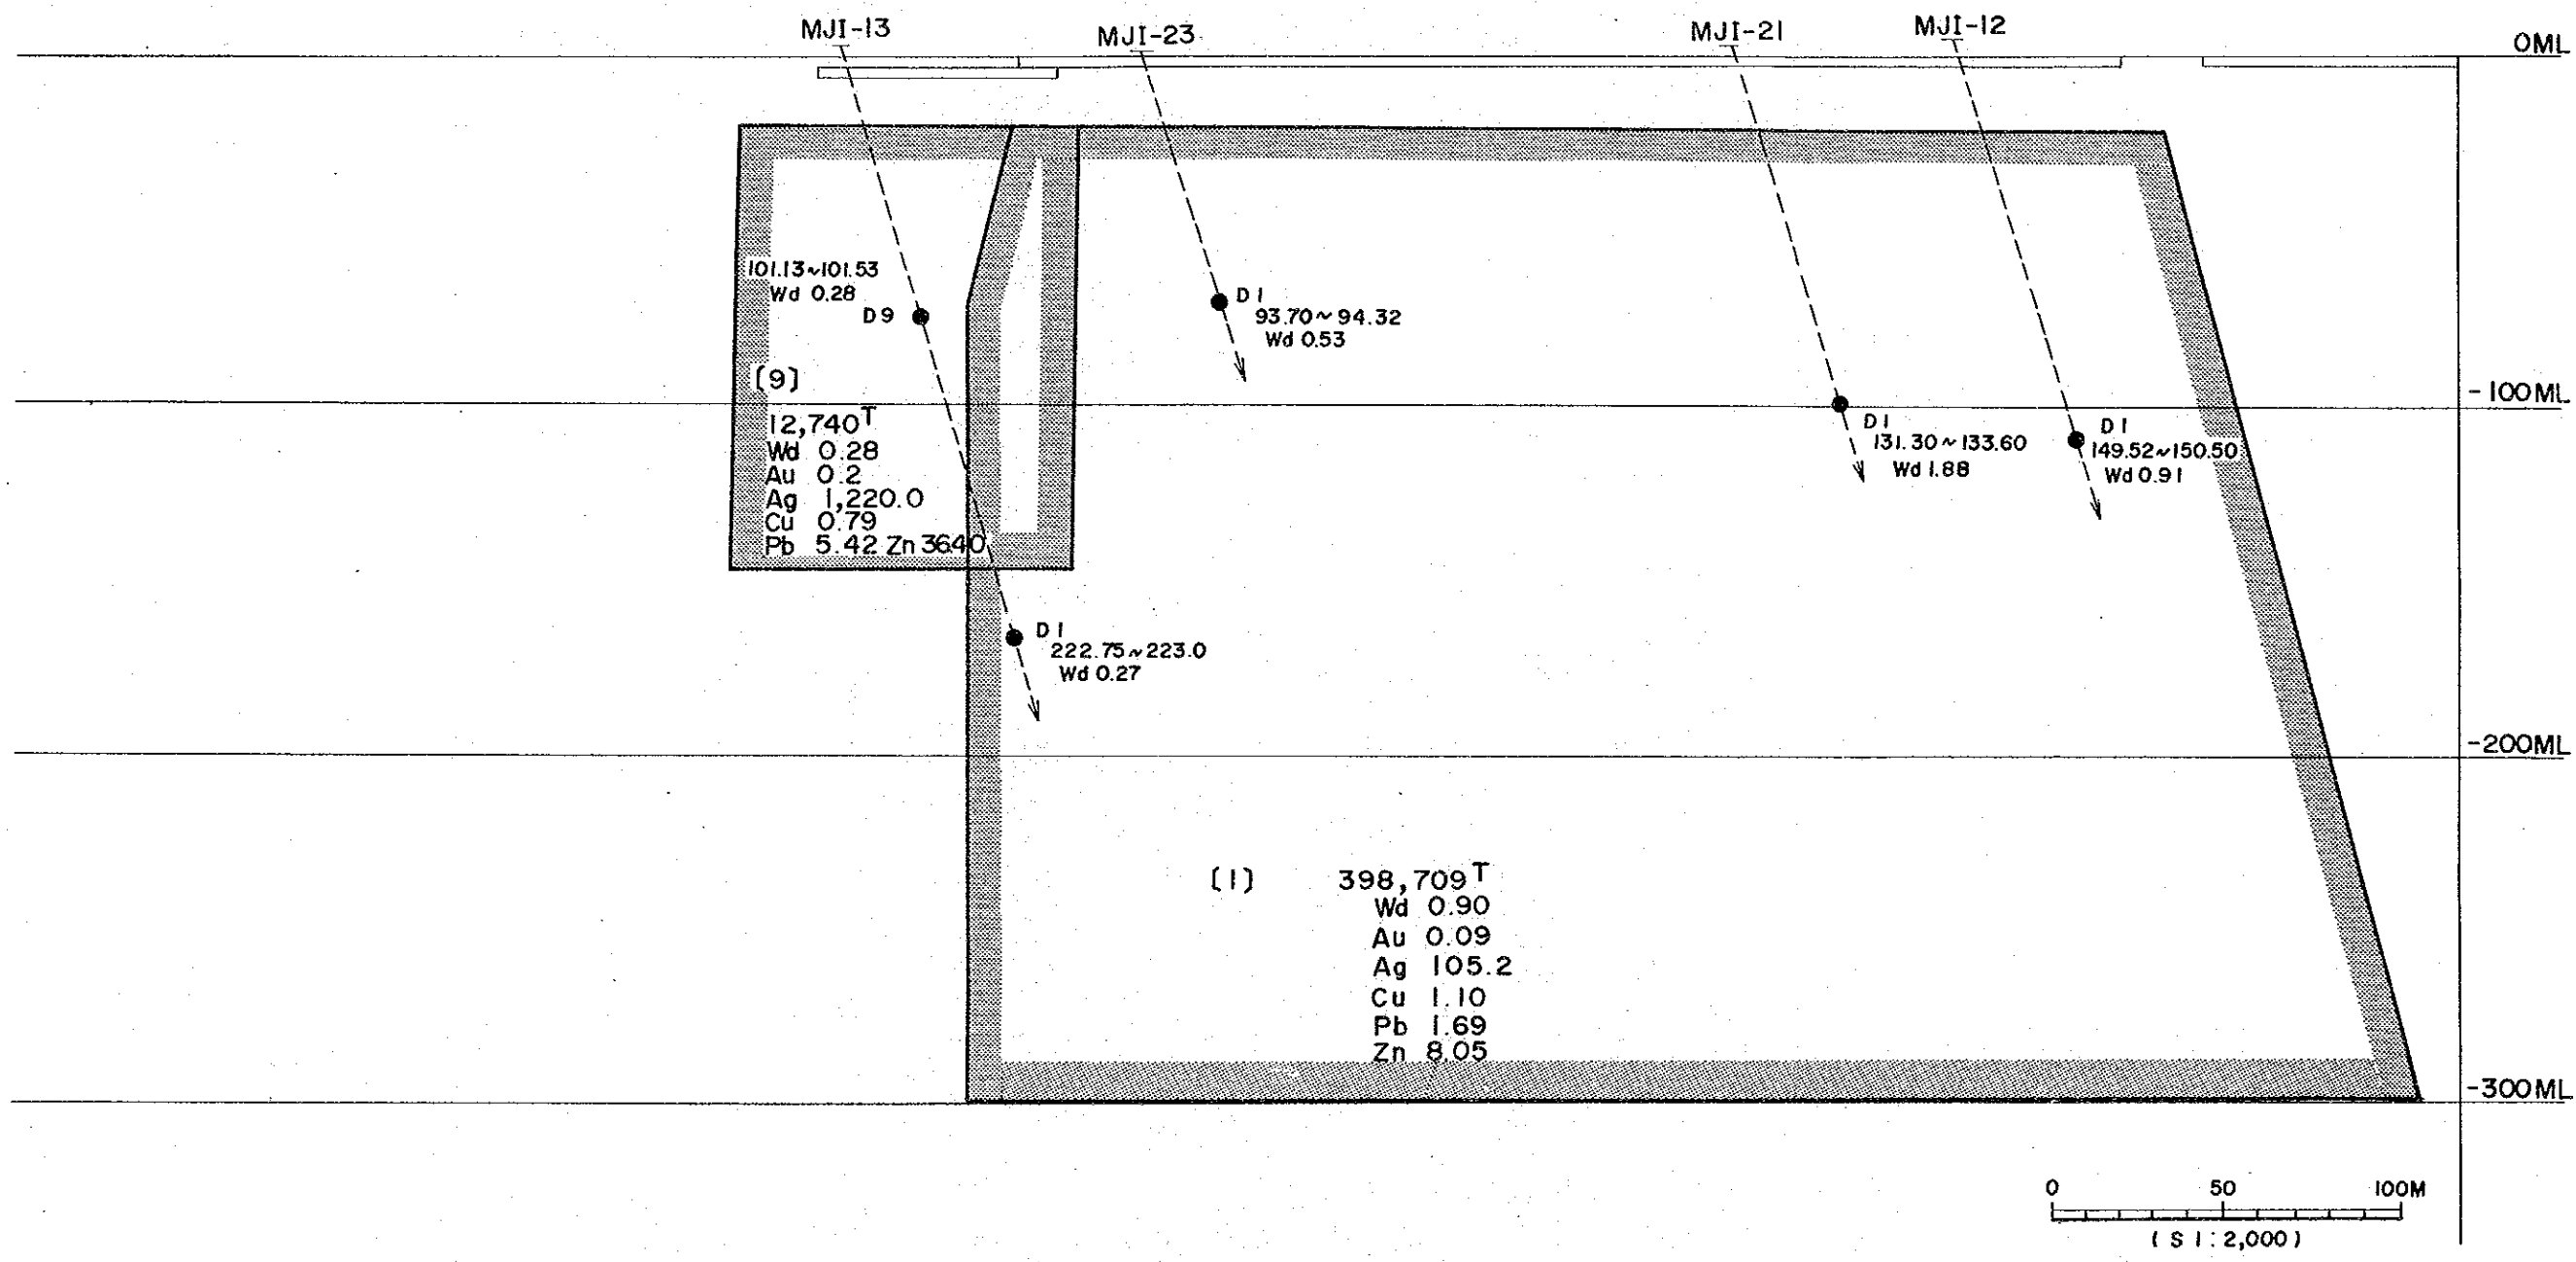 MJI-13
MJI-23
MJI-21
MJI-12
0ML
101.13~101.53
Wd 0.28
D9
D1
93.70~94.32
Wd 0.53
[9]
12,740T
Wd 0.28
Au 0.2
Ag 1,220.0
Cu 0.79
Pb 5.42 Zn 36.40
-100ML
D1
131.30~133.60
Wd 1.88
D1
149.52~150.50
Wd 0.91
D1
222.75~223.0
Wd 0.27
-200ML
[1] 398,709T
Wd 0.90
Au 0.09
Ag 105.2
Cu 1.10
Pb 1.69
Zn 8.05
-300ML
0 50 100M
(S 1:2,000)